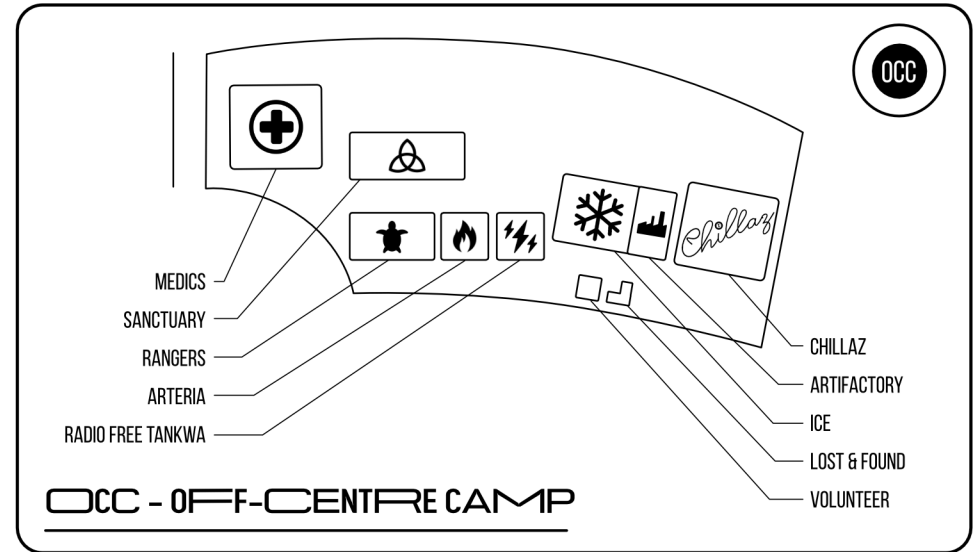 OCC
Chillaz
MEDICS
SANCTUARY
RANGERS
ARTERIA
RADIO FREE TANKWA
CHILLAZ
ARTIFACTORY
ICE
LOST & FOUND
VOLUNTEER
OCC - OFF-CENTRE CAMP